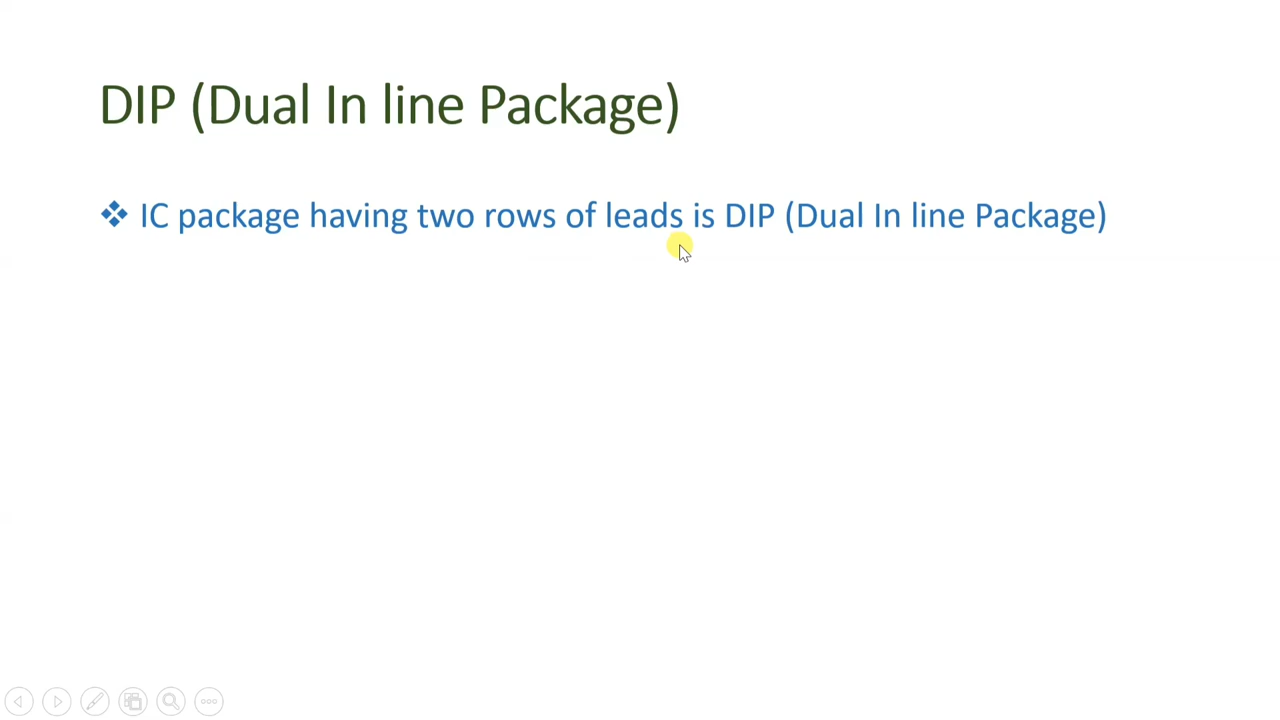 DIP (Dual In line Package)
❖ IC package having two rows of leads is DIP (Dual In line Package)